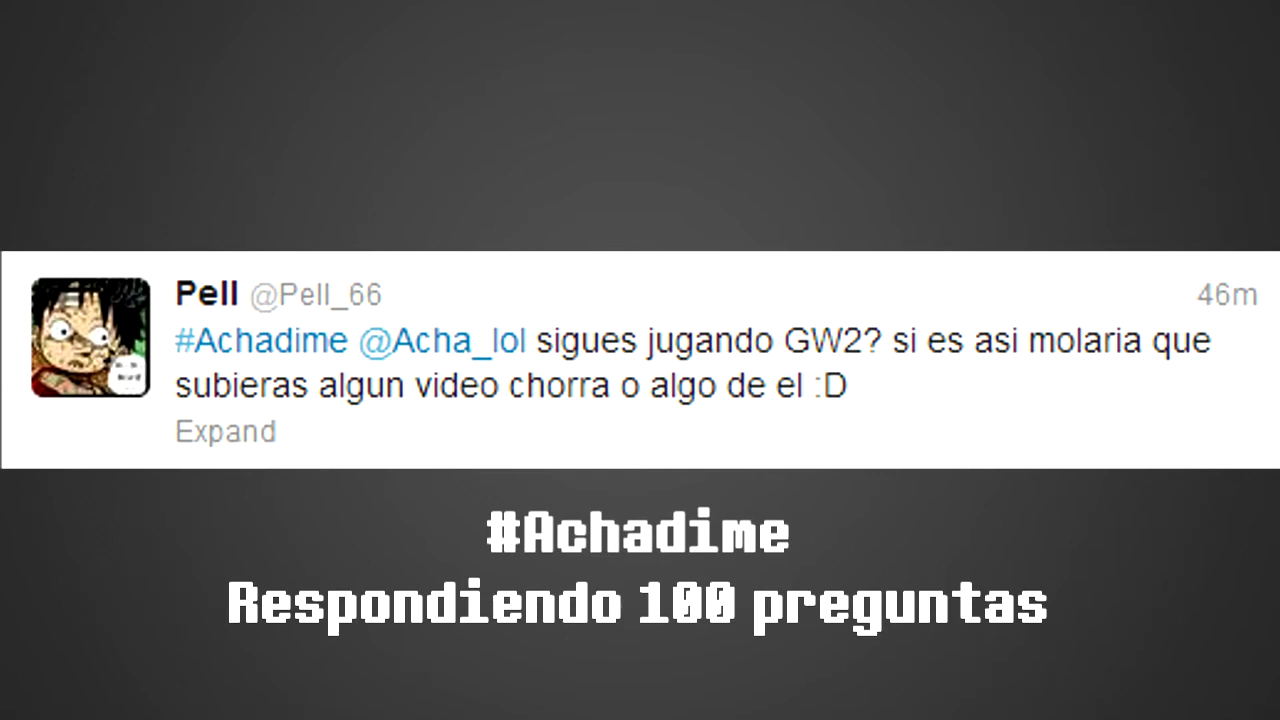 Pell @Pell_66 46m
#Achadime @Acha_lol sigues jugando GW2? si es asi molaria que
subieras algun video chorra o algo de el :D
Expand
#Achadime
Respondiendo 100 preguntas